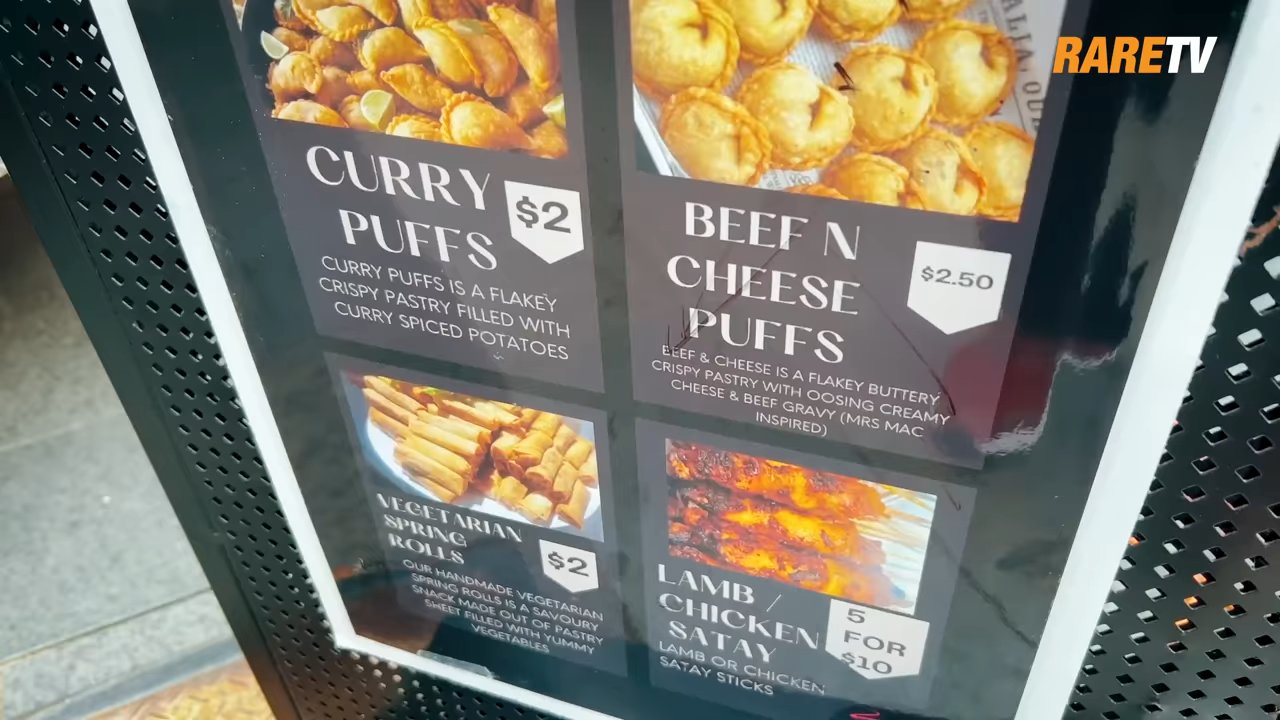 RARETV
CURRY
PUFFS
$2
CURRY PUFFS IS A FLAKEY
CRISPY PASTRY FILLED WITH
CURRY SPICED POTATOES
BEEF N
CHEESE
PUFFS
$2.50
BEEF & CHEESE IS A FLAKEY BUTTERY
CRISPY PASTRY WITH OOSING CREAMY
CHEESE & BEEF GRAVY (MRS MAC
INSPIRED)
VEGETARIAN
SPRING
ROLLS
$2
OUR HANDMADE VEGETARIAN
SPRING ROLLS IS A SAVOURY
SNACK MADE OUT OF PASTRY
SHEET FILLED WITH YUMMY
VEGETABLES
LAMB /
CHICKEN
SATAY
5
FOR
$10
LAMB OR CHICKEN
SATAY STICKS